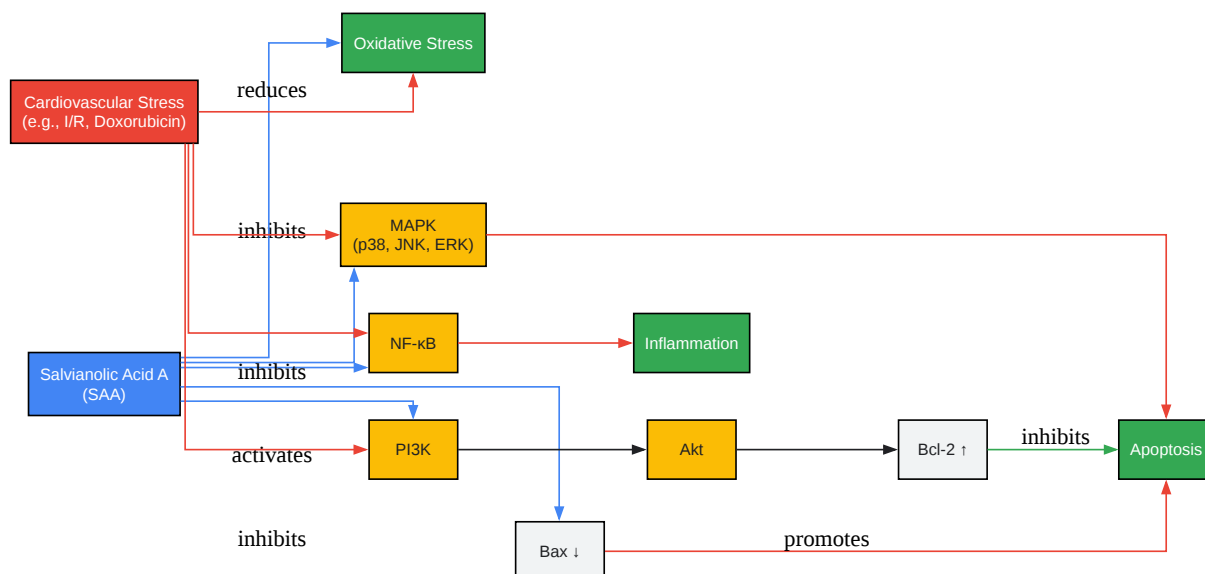 Oxidative Stress
reduces
Cardiovascular Stress
(e.g., I/R, Doxorubicin)
inhibits
MAPK
(p38, JNK, ERK)
NF-κB
Inflammation
inhibits
Salvianolic Acid A
(SAA)
activates
PI3K
Akt
Bcl-2 ↑
inhibits
Apoptosis
inhibits
Bax ↓
promotes